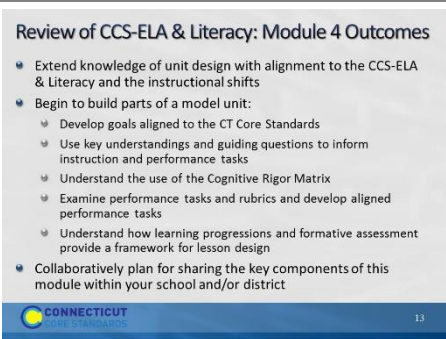 Review of CCS-ELA & Literacy: Module 4 Outcomes
Extend knowledge of unit design with alignment to the CCS-ELA
& Literacy and the instructional shifts
Begin to build parts of a model unit:
Develop goals aligned to the CT Core Standards
Use key understandings and guiding questions to inform
instruction and performance tasks
Understand the use of the Cognitive Rigor Matrix
Examine performance tasks and rubrics and develop aligned
performance tasks
Understand how learning progressions and formative assessment
provide a framework for lesson design
Collaboratively plan for sharing the key components of this
module within your school and/or district
CONNECTICUT
CORE STANDARDS
13